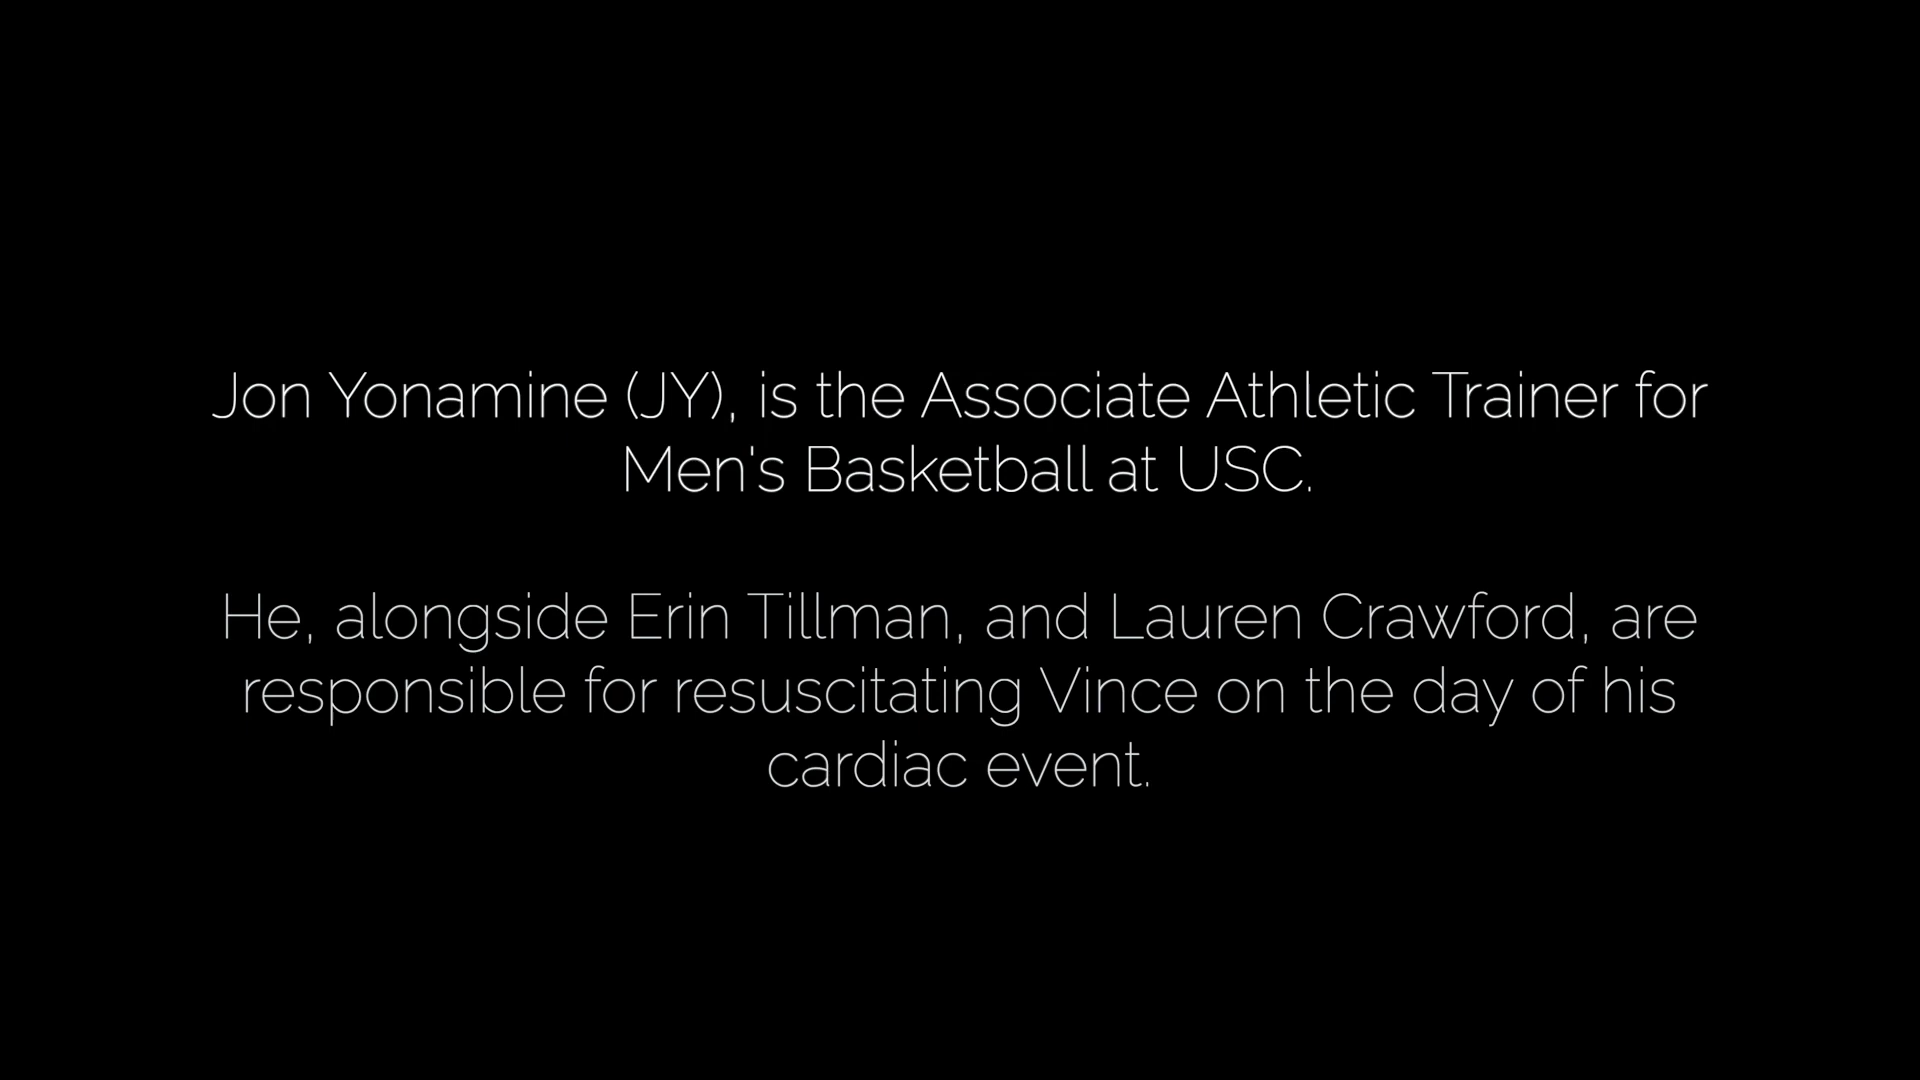 Jon Yonamine (JY), is the Associate Athletic Trainer for
Men's Basketball at USC.
He, alongside Erin Tillman, and Lauren Crawford, are
responsible for resuscitating Vince on the day of his
cardiac event.